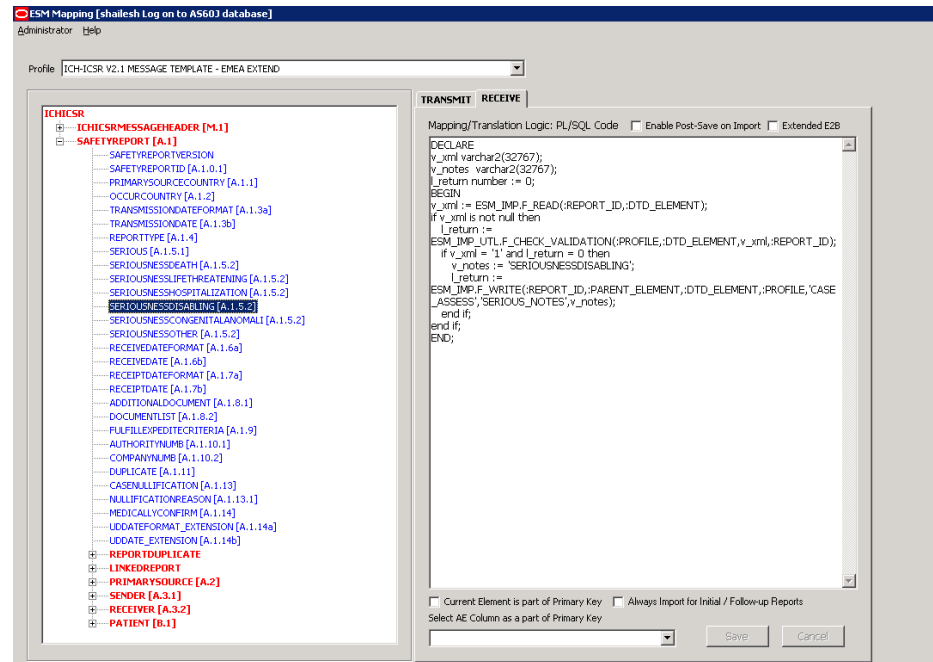 ESM Mapping [shailesh Log on to AS60J database]
Administrator Help
Profile ICH-ICSR V2.1 MESSAGE TEMPLATE - EMEA EXTEND
ICHICSR
ICHICSRMESSAGEHEADER [M.1]
SAFETYREPORT [A.1]
SAFETYREPORTVERSION
SAFETYREPORTID [A.1.0.1]
PRIMARYSOURCECOUNTRY [A.1.1]
OCCURCOUNTRY [A.1.2]
TRANSMISSIONDATEFORMAT [A.1.3a]
TRANSMISSIONDATE [A.1.3b]
REPORTTYPE [A.1.4]
SERIOUS [A.1.5.1]
SERIOUSNESSDEATH [A.1.5.2]
SERIOUSNESSLIFETHREATENING [A.1.5.2]
SERIOUSNESSHOSPITALIZATION [A.1.5.2]
SERIOUSNESSDISABLING [A.1.5.2]
SERIOUSNESSCONGENITALANOMALI [A.1.5.2]
SERIOUSNESSOTHER [A.1.5.2]
RECEIVEDATEFORMAT [A.1.6a]
RECEIVEDATE [A.1.6b]
RECEIPTDATEFORMAT [A.1.7a]
RECEIPTDATE [A.1.7b]
ADDITIONALDOCUMENT [A.1.8.1]
DOCUMENTLIST [A.1.8.2]
FULFILLEXPEDITECRITERIA [A.1.9]
AUTHORITYNUMB [A.1.10.1]
COMPANYNUMB [A.1.10.2]
DUPLICATE [A.1.11]
CASENULLIFICATION [A.1.13]
NULLIFICATIONREASON [A.1.13.1]
MEDICALLYCONFIRM [A.1.14]
UDDATEFORMAT_EXTENSION [A.1.14a]
UDDATE_EXTENSION [A.1.14b]
REPORTDUPLICATE
LINKEDREPORT
PRIMARYSOURCE [A.2]
SENDER [A.3.1]
RECEIVER [A.3.2]
PATIENT [B.1]
TRANSMIT RECEIVE
Mapping/Translation Logic: PL/SQL Code Enable Post-Save on Import Extended E2B
DECLARE
v_xml varchar2(32767);
v_notes varchar2(32767);
l_return number := 0;
BEGIN
v_xml := ESM_IMP.F_READ(:REPORT_ID,:DTD_ELEMENT);
if v_xml is not null then
l_return :=
ESM_IMP_UTL.F_CHECK_VALIDATION(:PROFILE,:DTD_ELEMENT,v_xml,:REPORT_ID);
if v_xml = '1' and l_return = 0 then
v_notes := 'SERIOUSNESSDISABLING';
l_return :=
ESM_IMP.F_WRITE(:REPORT_ID,:PARENT_ELEMENT,:DTD_ELEMENT,:PROFILE,'CASE
_ASSESS','SERIOUS_NOTES',v_notes);
end if;
end if;
END;
Current Element is part of Primary Key Always Import for Initial / Follow-up Reports
Select AE Column as a part of Primary Key
Save Cancel